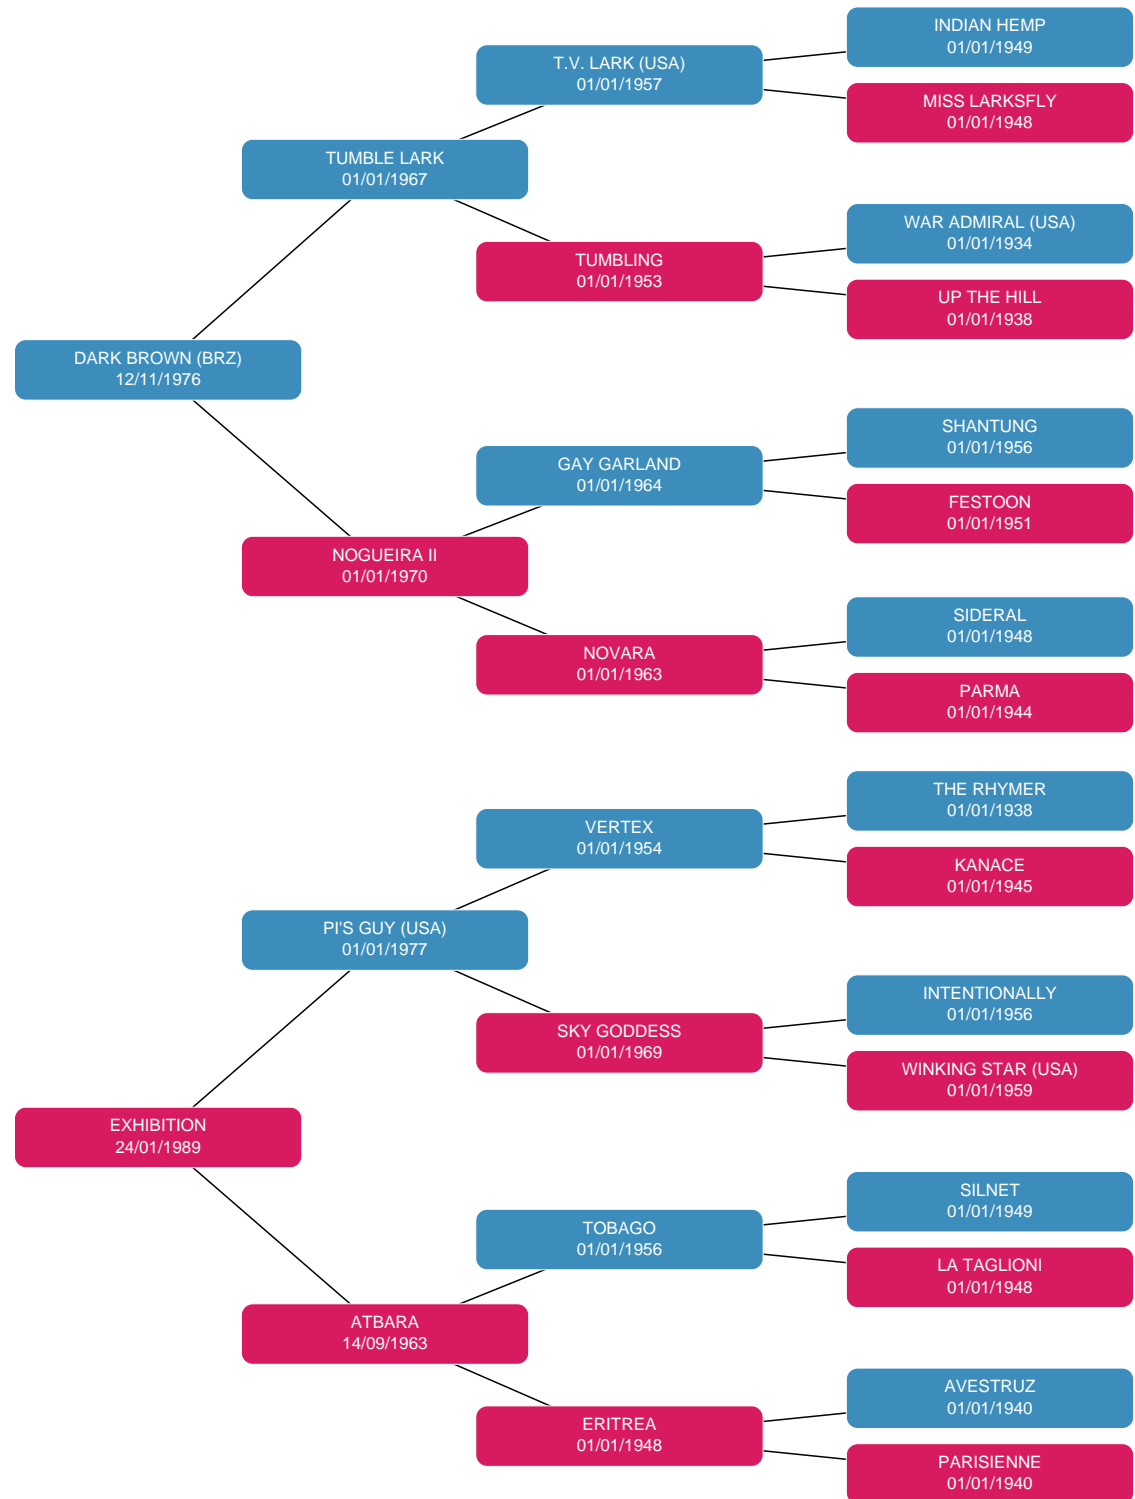 INDIAN HEMP
01/01/1949
T.V. LARK (USA)
01/01/1957
MISS LARKSFLY
01/01/1948
TUMBLE LARK
01/01/1967
WAR ADMIRAL (USA)
01/01/1934
TUMBLING
01/01/1953
UP THE HILL
01/01/1938
DARK BROWN (BRZ)
12/11/1976
SHANTUNG
01/01/1956
GAY GARLAND
01/01/1964
FESTOON
01/01/1951
NOGUEIRA II
01/01/1970
SIDERAL
01/01/1948
NOVARA
01/01/1963
PARMA
01/01/1944
THE RHYMER
01/01/1938
VERTEX
01/01/1954
KANACE
01/01/1945
PI'S GUY (USA)
01/01/1977
INTENTIONALLY
01/01/1956
SKY GODDESS
01/01/1969
WINKING STAR (USA)
01/01/1959
EXHIBITION
24/01/1989
SILNET
01/01/1949
TOBAGO
01/01/1956
LA TAGLIONI
01/01/1948
ATBARA
14/09/1963
AVESTRUZ
01/01/1940
ERITREA
01/01/1948
PARISIENNE
01/01/1940